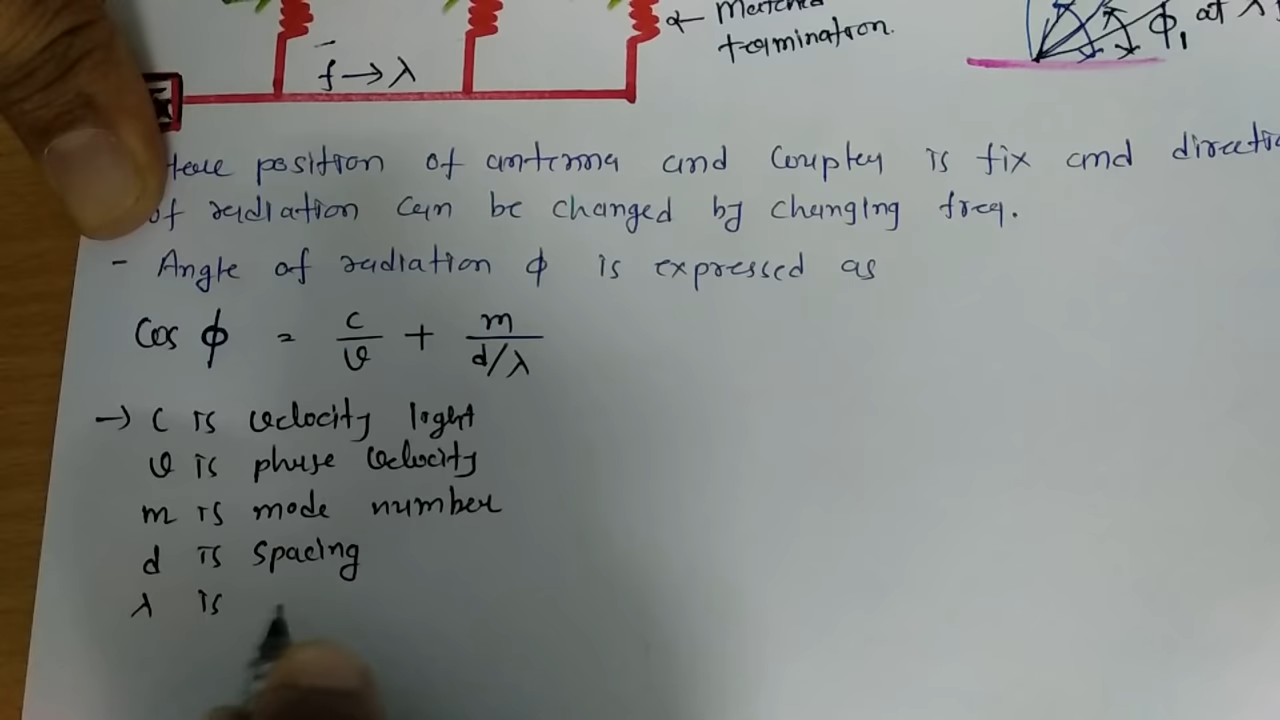 ← Matched
termination.
f → λ
φ₁ at λ
Here position of antenna and Coupley is fix and directio
of radiation can be changed by changing freq.
- Angle of radiation φ is expressed as
Cos φ = c/v + m/d/λ
→ C is velocity light
v is phase velocity
m is mode number
d is spacing
λ is